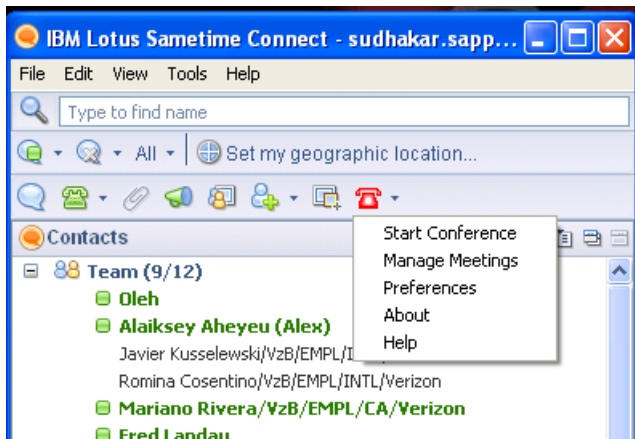 IBM Lotus Sametime Connect - sudhakar.sapp...
File Edit View Tools Help
Type to find name
All Set my geographic location...
Start Conference
Manage Meetings
Preferences
About
Help
Contacts
Team (9/12)
Oleh
Alaiksey Aheyeu (Alex)
Javier Kusselewski/VzB/EMPL/I
Romina Cosentino/VzB/EMPL/INTL/Verizon
Mariano Rivera/VzB/EMPL/CA/Verizon
Fred Landau